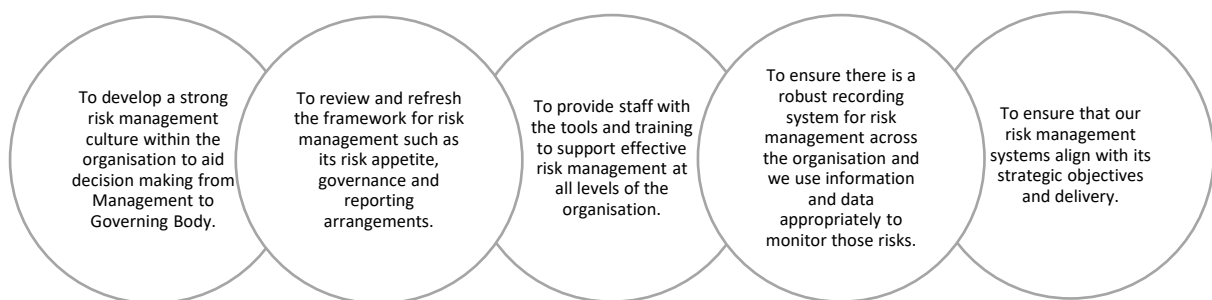 To develop a strong
risk management
culture within the
organisation to aid
decision making from
Management to
Governing Body.
To review and refresh
the framework for risk
management such as
its risk appetite,
governance and
reporting
arrangements.
To provide staff with
the tools and training
to support effective
risk management at
all levels of the
organisation.
To ensure there is a
robust recording
system for risk
management across
the organisation and
we use information
and data
appropriately to
monitor those risks.
To ensure that our
risk management
systems align with its
strategic objectives
and delivery.